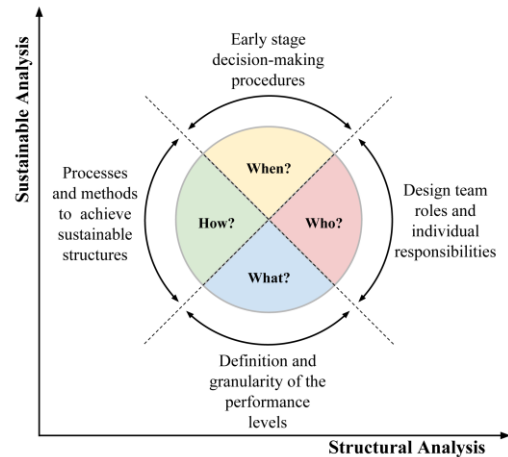 Sustainable Analysis
Early stage
decision-making
procedures
When?
Processes
and methods
to achieve
sustainable
structures
How?
Who?
Design team
roles and
individual
responsibilities
What?
Definition and
granularity of the
performance
levels
Structural Analysis